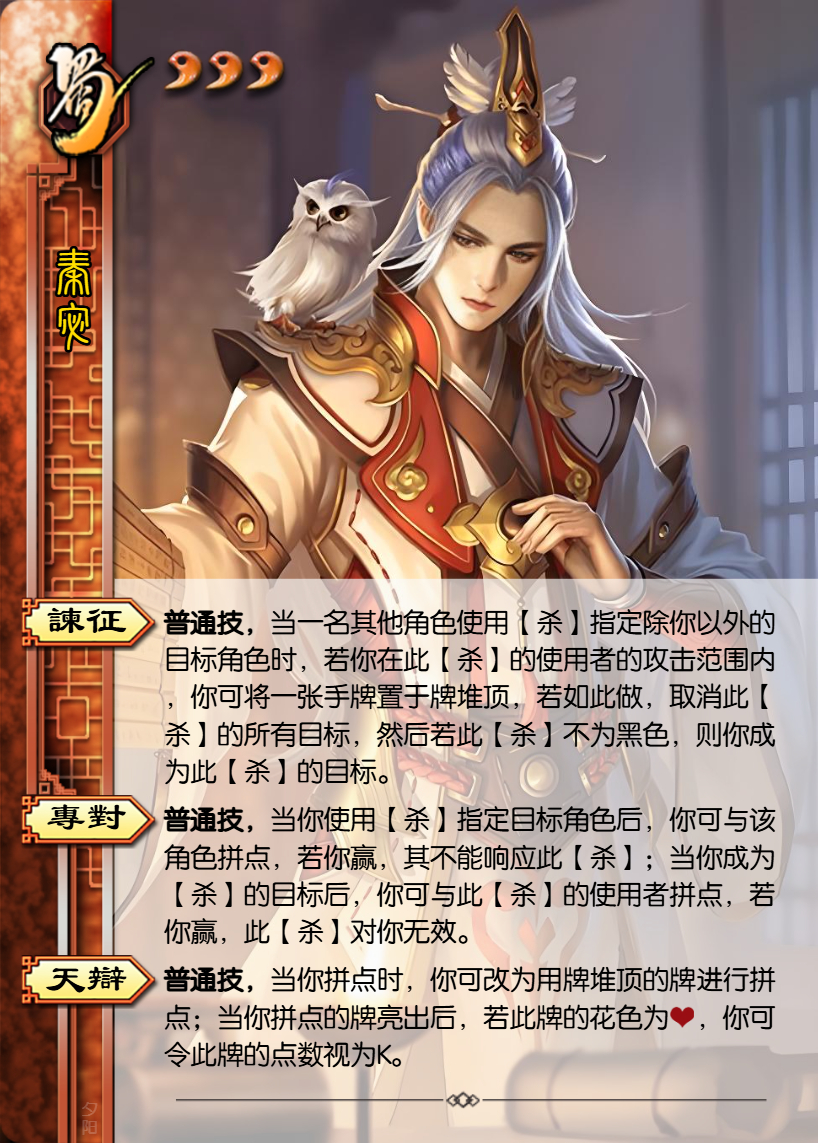 蜀
秦宓
諫征
普通技，当一名其他角色使用【杀】指定除你以外的
目标角色时，若你在此【杀】的使用者的攻击范围内
，你可将一张手牌置于牌堆顶，若如此做，取消此【
杀】的所有目标，然后若此【杀】不为黑色，则你成
为此【杀】的目标。
專對
普通技，当你使用【杀】指定目标角色后，你可与该
角色拼点，若你赢，其不能响应此【杀】；当你成为
【杀】的目标后，你可与此【杀】的使用者拼点，若
你赢，此【杀】对你无效。
天辯
普通技，当你拼点时，你可改为用牌堆顶的牌进行拼
点；当你拼点的牌亮出后，若此牌的花色为❤，你可
令此牌的点数视为K。
夕阳